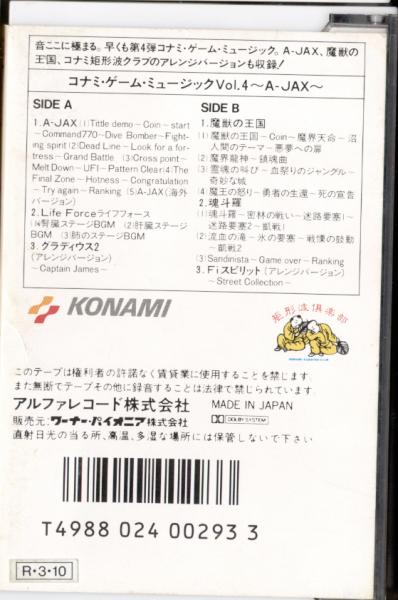 音ここに極まる。早くも第4弾コナミ・ゲーム・ミュージック。A-JAX、魔獣の
王国、コナミ矩形波クラブのアレンジバージョンも収録!
コナミ・ゲーム・ミュージックVol.4〜A-JAX〜
SIDE A
1.A-JAX(1)Tittle demo〜Coin〜start
〜Command770〜Dive Bomber〜Fight-
ing spirit (2)Dead Line〜Look for a for-
tress〜Grand Battle (3)Cross point〜
Melt Down〜UFI〜Pattern Clear(4)The
Final Zone〜Hotness〜Congratulation
〜Try again〜Ranking (5)A-JAX(海外
バージョン)
2.Life Forceライフフォース
(1)腎臓ステージBGM (2)肝臓ステージ
BGM (3)肺のステージBGM
3.グラディウス2
(アレンジバージョン)
〜Captain James〜
SIDE B
1.魔獣の王国
(1)魔獣の王国〜Coin〜魔界天命〜沼
人間のテーマ〜悪夢への扉
(2)魔界龍神〜鎮魂曲
(3)霊魂の叫び〜血祭りのジャングル〜
奇妙な城
(4)魔王の怒り〜勇者の生還〜死の宣告
2.魂斗羅
(1)魂斗羅〜密林の戦い〜迷路要塞1〜
迷路要塞2〜凱戦1
(2)流血の滝〜氷の要塞〜戦慄の鼓動
〜凱戦2
(3)Sandinista〜Game over〜Ranking
3.F1スピリット(アレンジバージョン)
〜Street Collection〜
KONAMI
矩形波倶楽部
KONAMI KUKEIHA CLUB
このテープは権利者の許諾なく賃貸業に使用することを禁じます
また無断でテープその他に録音することは法律で禁じられています.
アルファレコード株式会社 MADE IN JAPAN
販売元:ワーナー・パイオニア株式会社 DOLBY SYSTEM
直射日光の当る所、高温、多湿な場所には保管しないで下さい
T4988 024 00293 3
R・3・10